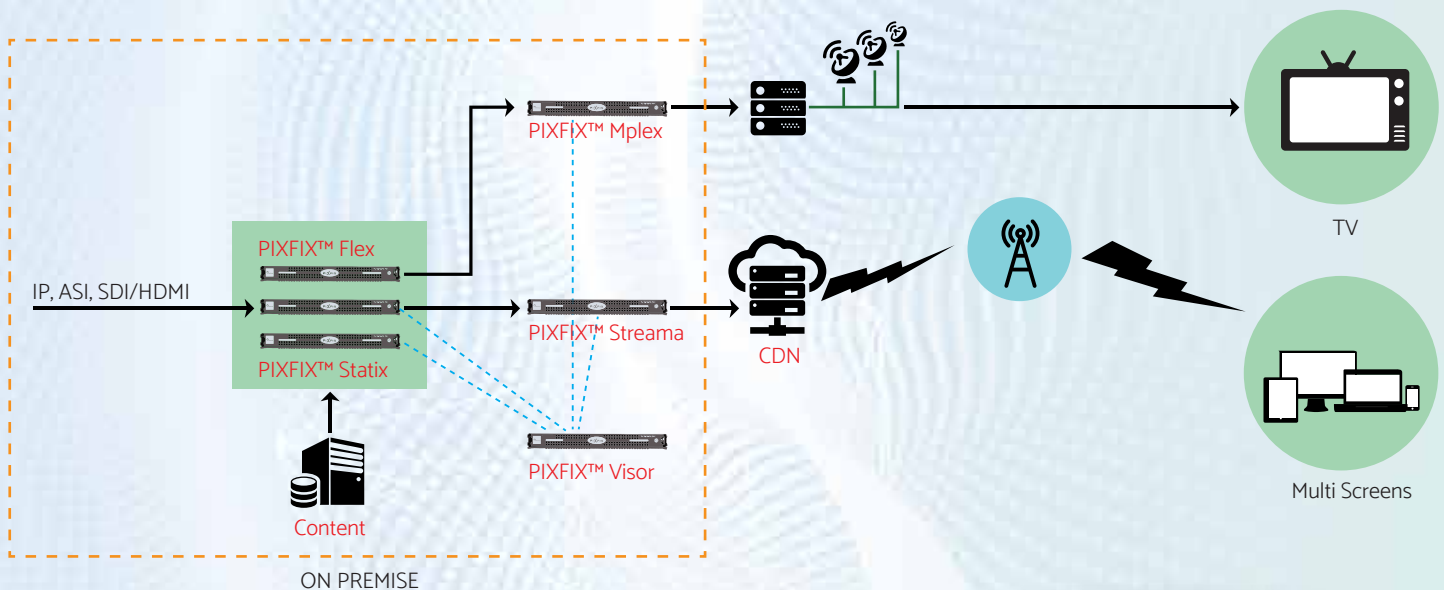 PIXFIX™ Mplex
TV
PIXFIX™ Flex
IP, ASI, SDI/HDMI
PIXFIX™ Streama
CDN
PIXFIX™ Statix
PIXFIX™ Visor
Multi Screens
Content
ON PREMISE